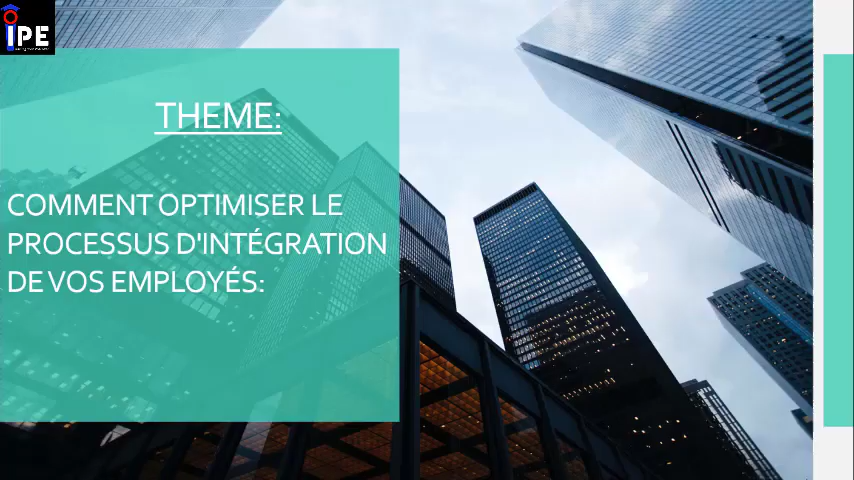 IPE
THEME:
COMMENT OPTIMISER LE
PROCESSUS D'INTÉGRATION
DE VOS EMPLOYÉS: